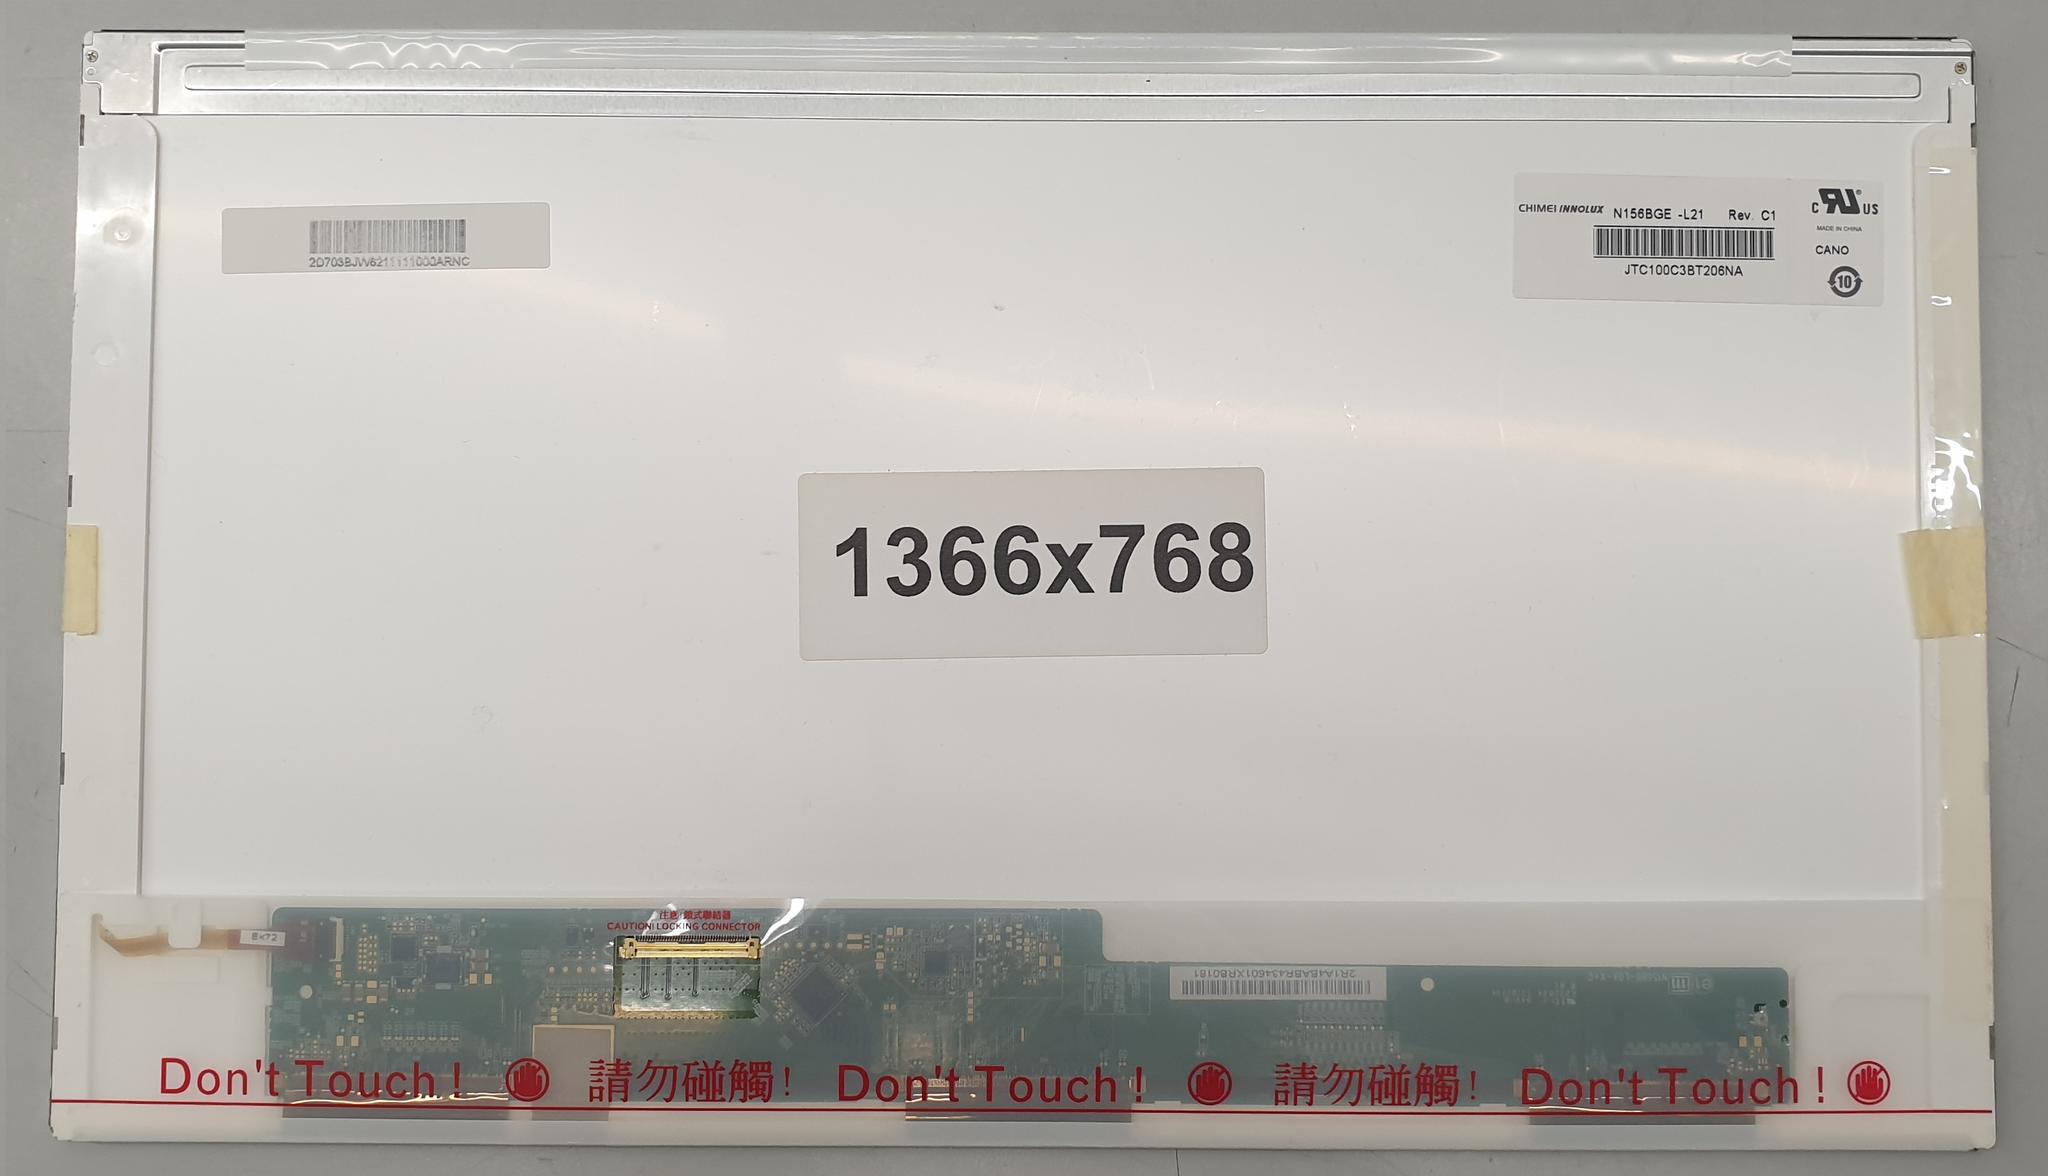 CHIMEI INNOLUX N156BGE -L21 Rev. C1
JTC100C3BT206NA
C US
MADE IN CHINA
CANO
10
1366x768
BK72
注意 鎖式聯結器
CAUTION! LOCKING CONNECTOR
2R1A4BABR434601XRB0181
Don't Touch! 請勿碰觸! Don't Touch! 請勿碰觸! Don't Touch!